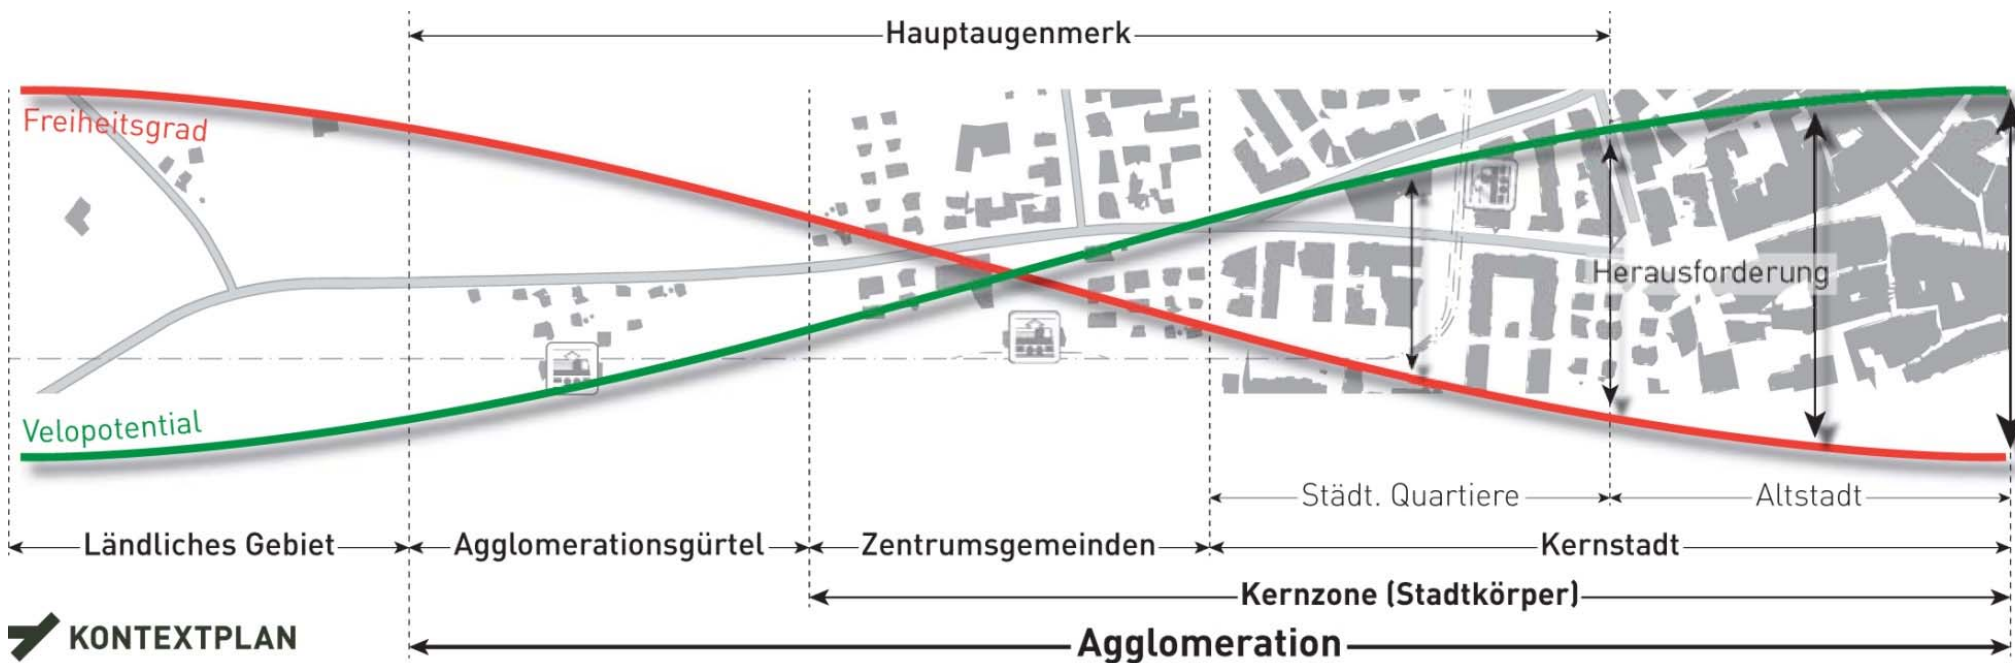 Hauptaugenmerk
Freiheitsgrad
Herausforderung
Velopotential
Städt. Quartiere
Altstadt
Ländliches Gebiet
Agglomerationsgürtel
Zentrumsgemeinden
Kernstadt
Kernzone (Stadtkörper)
KONTEXTPLAN
Agglomeration